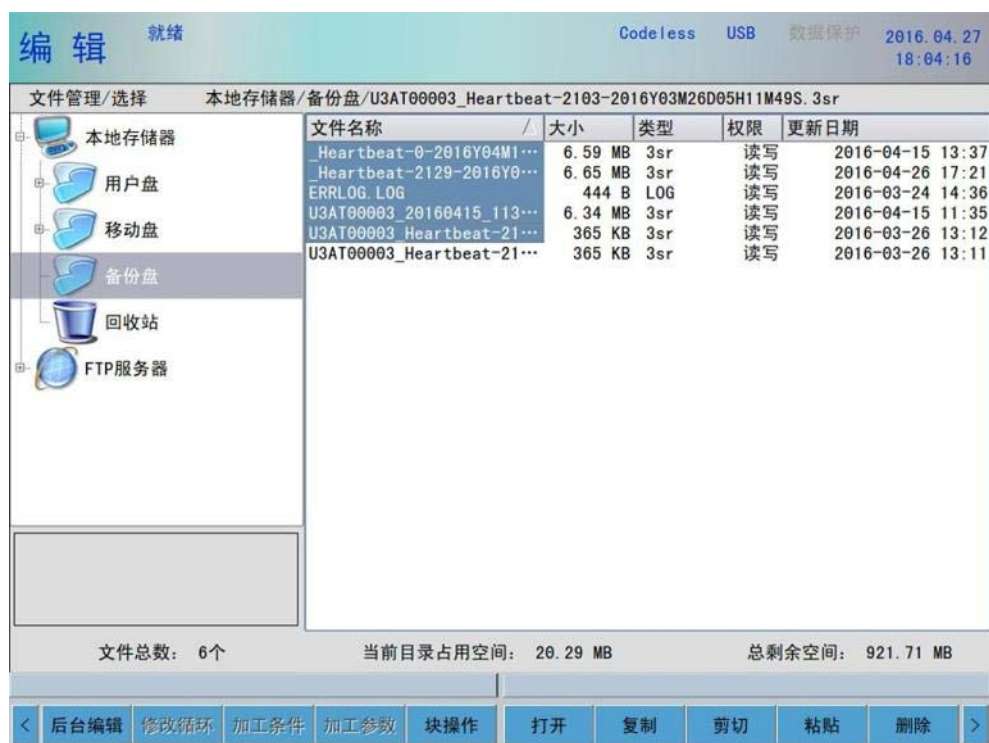 编 辑 就绪 Codeless USB 数据保护 2016.04.27
18:04:16
文件管理/选择 本地存储器/备份盘/U3AT00003_Heartbeat-2103-2016Y03M26D05H11M49S.3sr
本地存储器
用户盘
移动盘
备份盘
回收站
FTP服务器
文件名称 大小 类型 权限 更新日期
_Heartbeat-0-2016Y04M1··· 6.59 MB 3sr 读写 2016-04-15 13:37
_Heartbeat-2129-2016Y0··· 6.65 MB 3sr 读写 2016-04-26 17:21
ERRLOG.LOG 444 B LOG 读写 2016-03-24 14:36
U3AT00003_20160415_113··· 6.34 MB 3sr 读写 2016-04-15 11:35
U3AT00003_Heartbeat-21··· 365 KB 3sr 读写 2016-03-26 13:12
U3AT00003_Heartbeat-21··· 365 KB 3sr 读写 2016-03-26 13:11
文件总数: 6个 当前目录占用空间: 20.29 MB 总剩余空间: 921.71 MB
< 后台编辑 修改循环 加工条件 加工参数 块操作 打开 复制 剪切 粘贴 删除 >